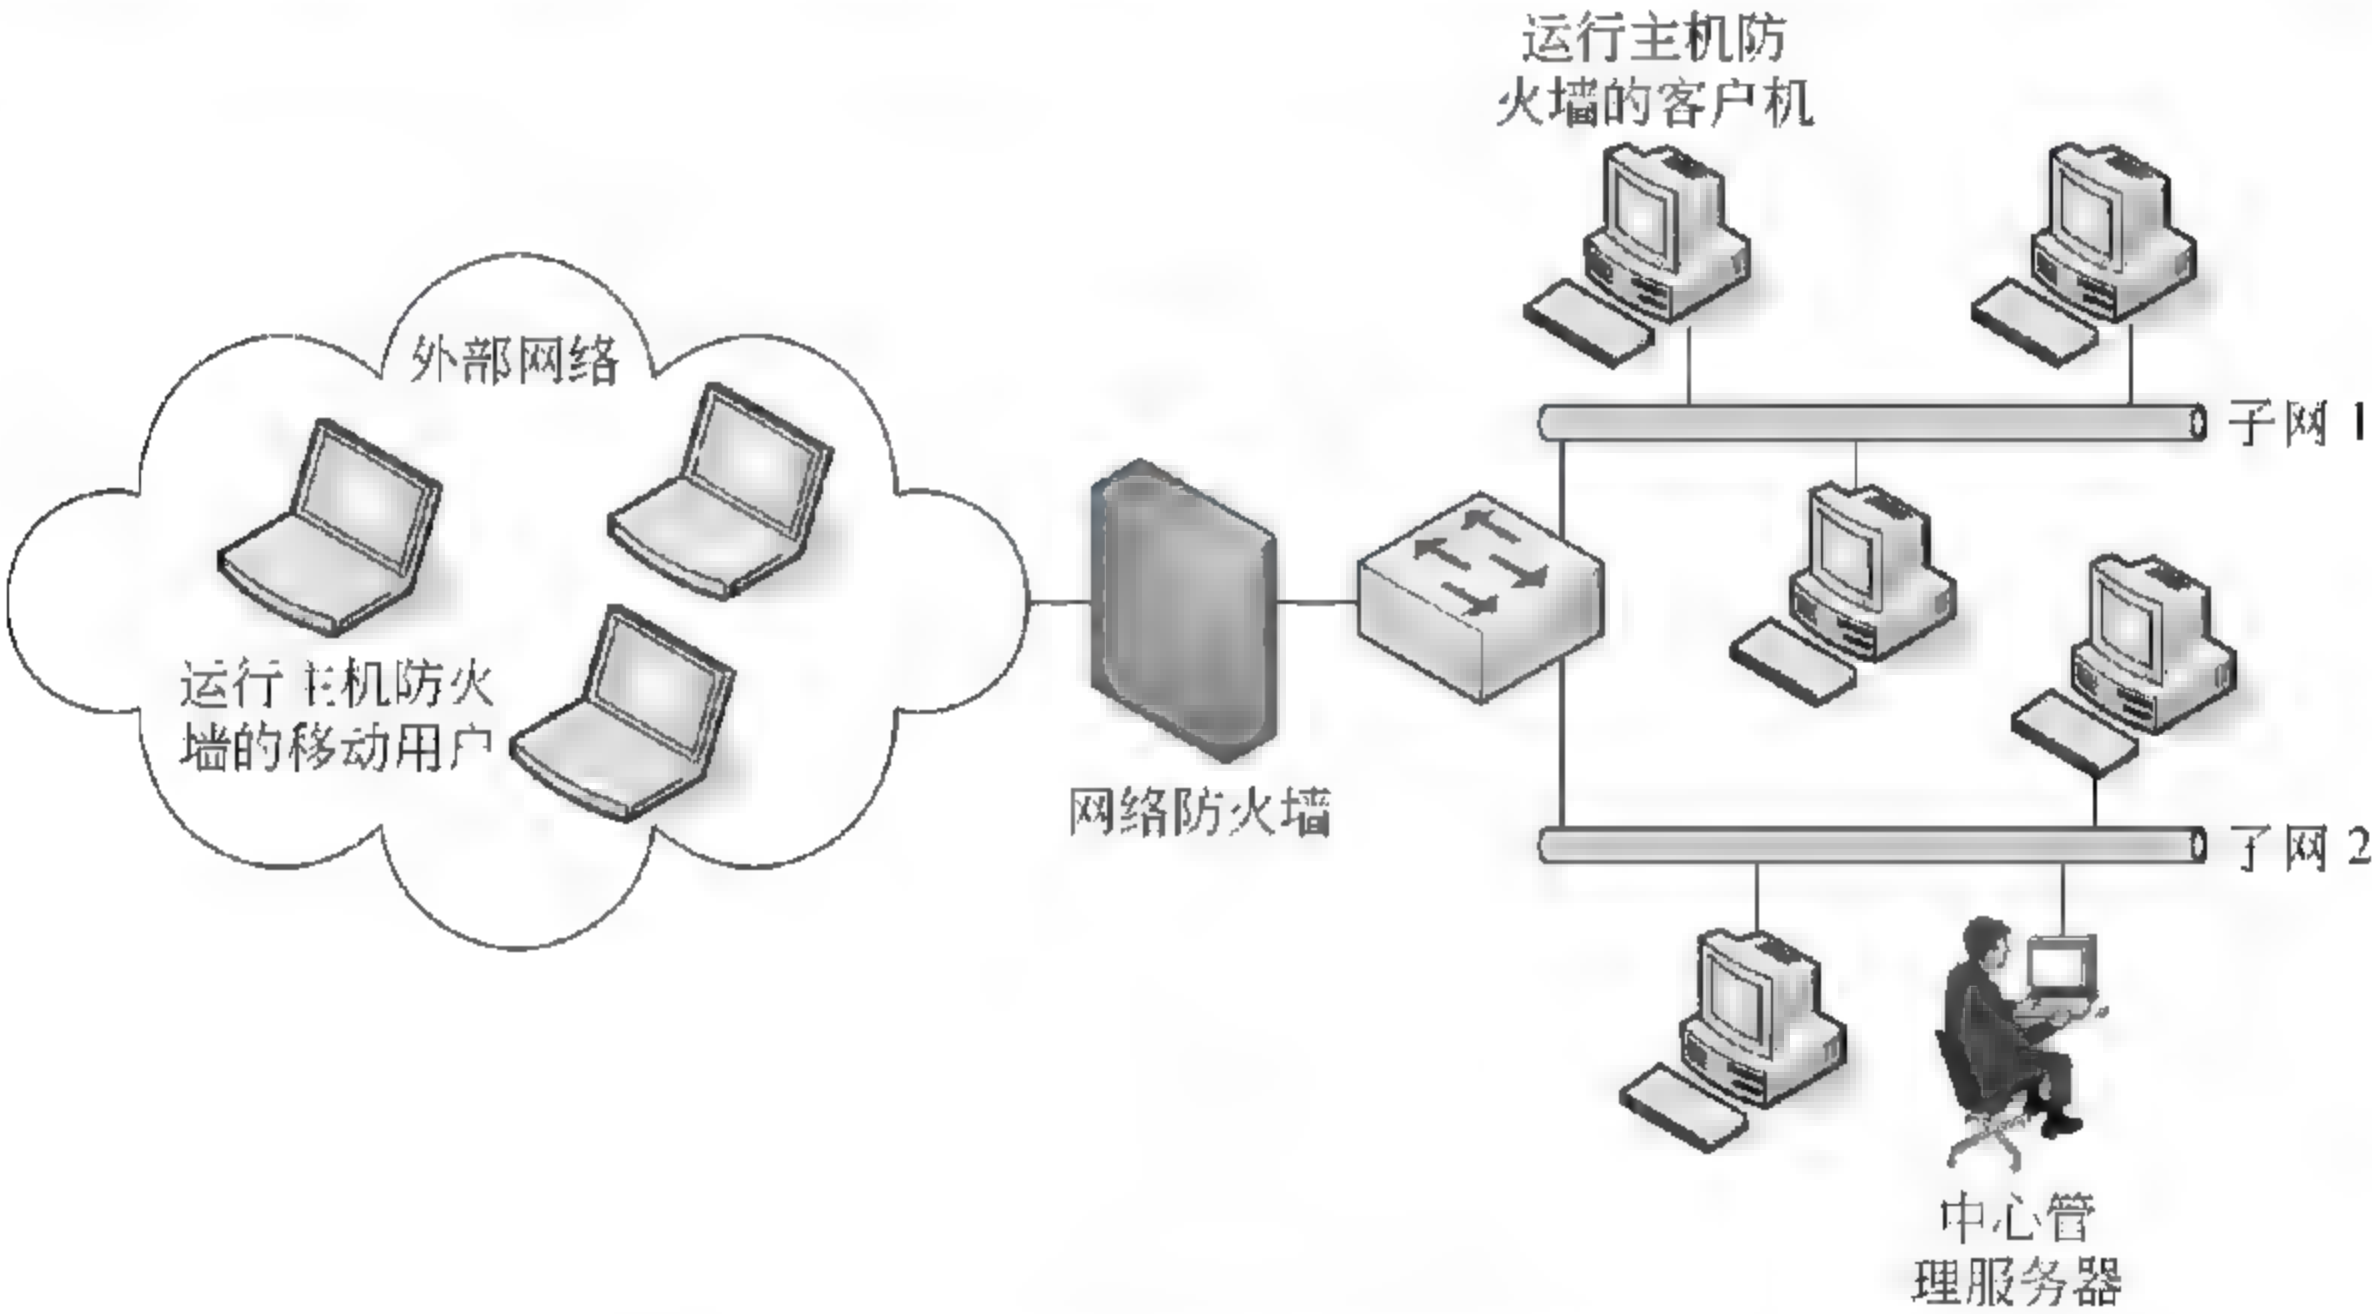 运行主机防
火墙的客户机
外部网络
子网 1
运行主机防火
墙的移动用户
网络防火墙
子网 2
中心管
理服务器